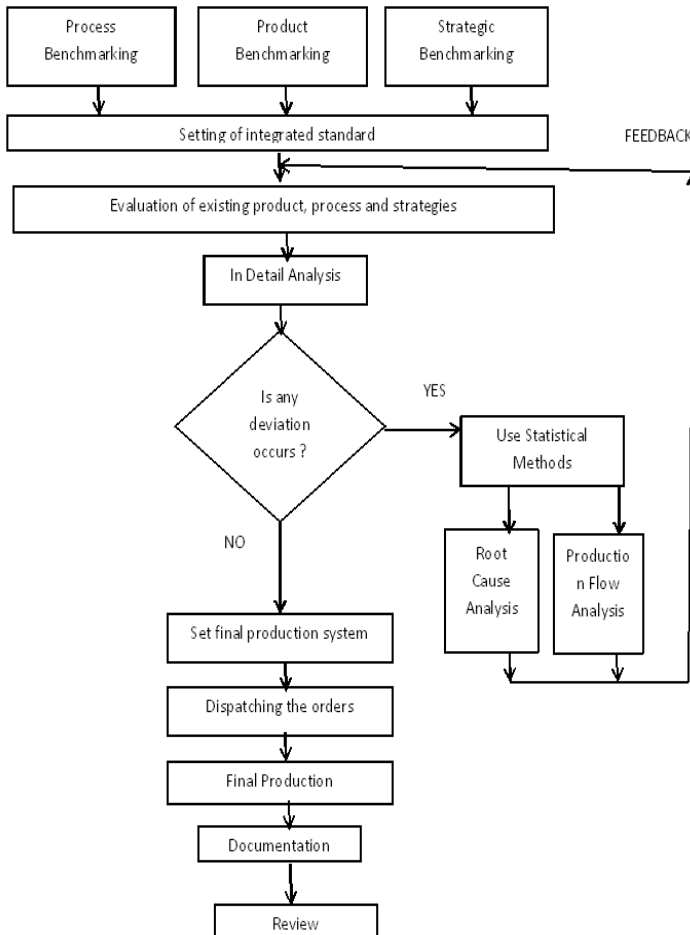 Process
Benchmarking
Product
Benchmarking
Strategic
Benchmarking
Setting of integrated standard
FEEDBACK
Evaluation of existing product, process and strategies
In Detail Analysis
Is any
deviation
occurs ?
YES
Use Statistical
Methods
NO
Root
Cause
Analysis
Productio
n Flow
Analysis
Set final production system
Dispatching the orders
Final Production
Documentation
Review